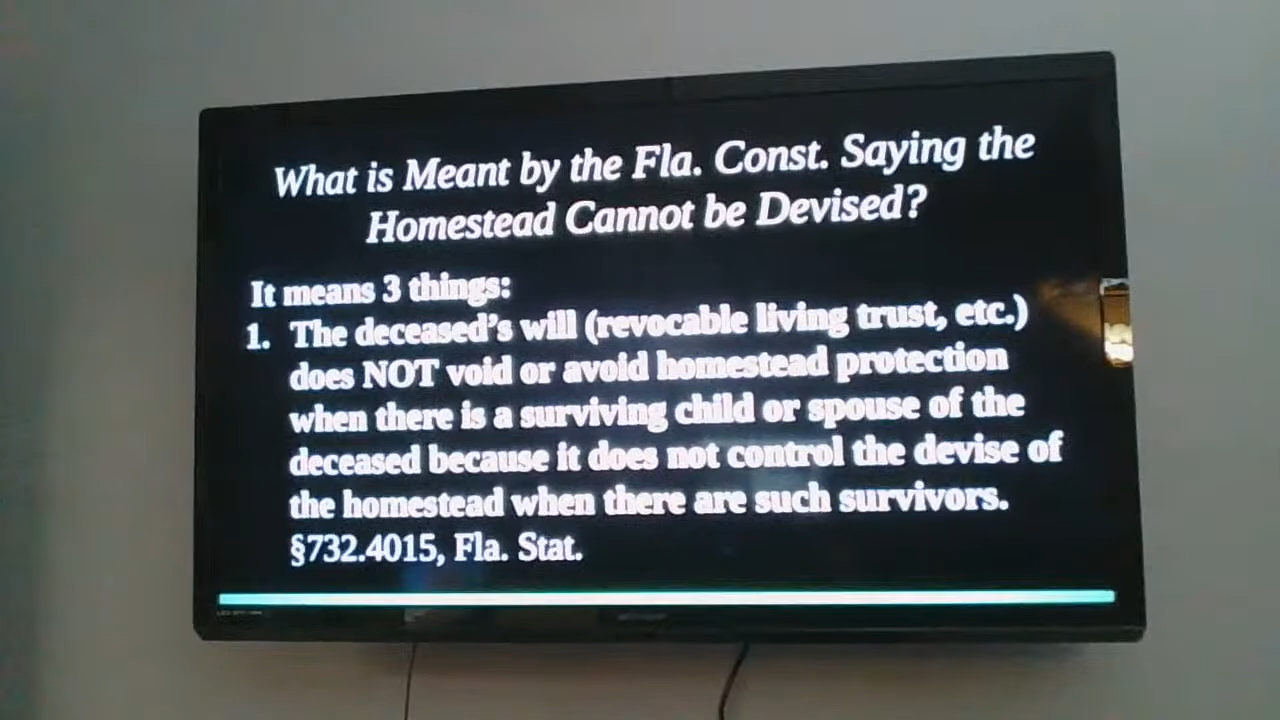 What is Meant by the Fla. Const. Saying the
Homestead Cannot be Devised?
It means 3 things:
1. The deceased's will (revocable living trust, etc.)
does NOT void or avoid homestead protection
when there is a surviving child or spouse of the
deceased because it does not control the devise of
the homestead when there are such survivors.
§732.4015, Fla. Stat.